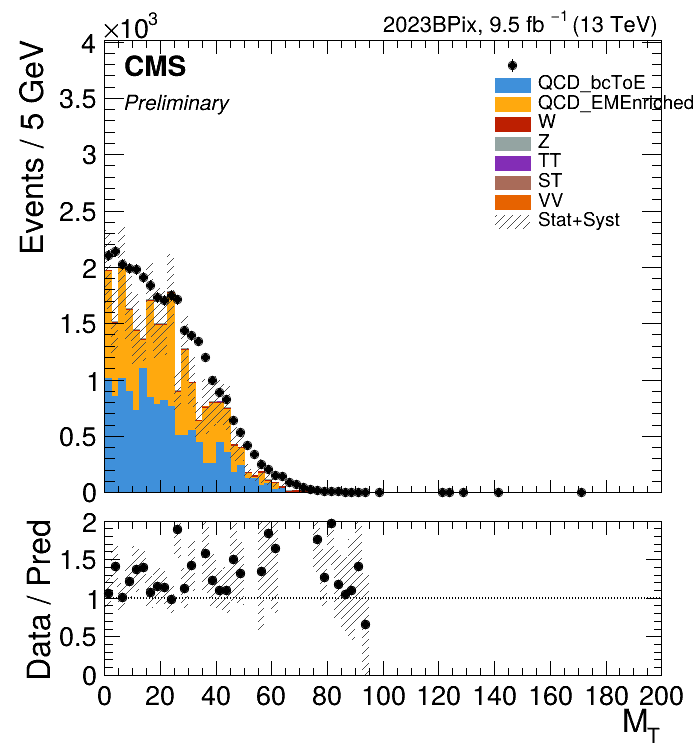 ×10³
2023BPix, 9.5 fb⁻¹ (13 TeV)
CMS
Preliminary
QCD_bcToE
QCD_EMEnriched
W
Z
TT
ST
VV
Stat+Syst
Events / 5 GeV
4
3.5
3
2.5
2
1.5
1
0.5
0
Data / Pred
2
1.5
1
0.5
0
0 20 40 60 80 100 120 140 160 180 200
M_T